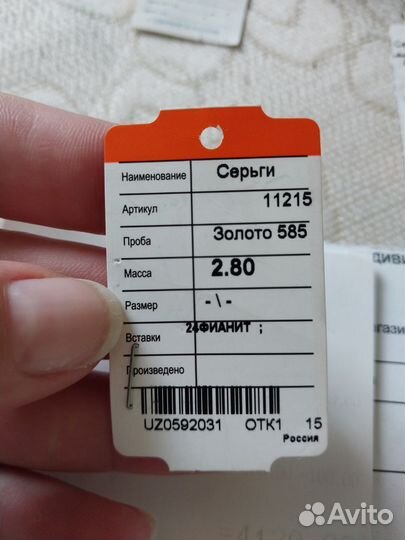 Наименование Серьги
Артикул 11215
Проба Золото 585
Масса 2.80
Размер -\-
Вставки 24ФИАНИТ ;
Произведено
UZ0592031 ОТК1 15
Россия
Avito